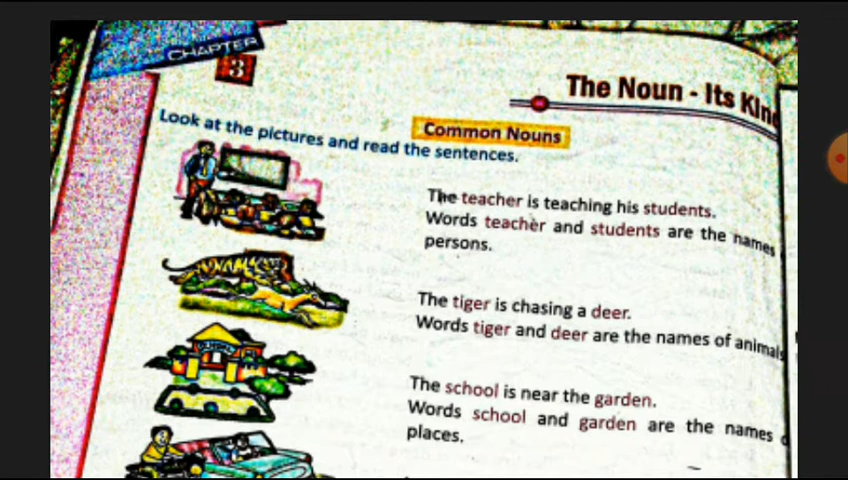 CHAPTER
3
The Noun - Its Kin
Common Nouns
Look at the pictures and read the sentences.
The teacher is teaching his students.
Words teacher and students are the names
persons.
The tiger is chasing a deer.
Words tiger and deer are the names of animals
The school is near the garden.
Words school and garden are the names
places.